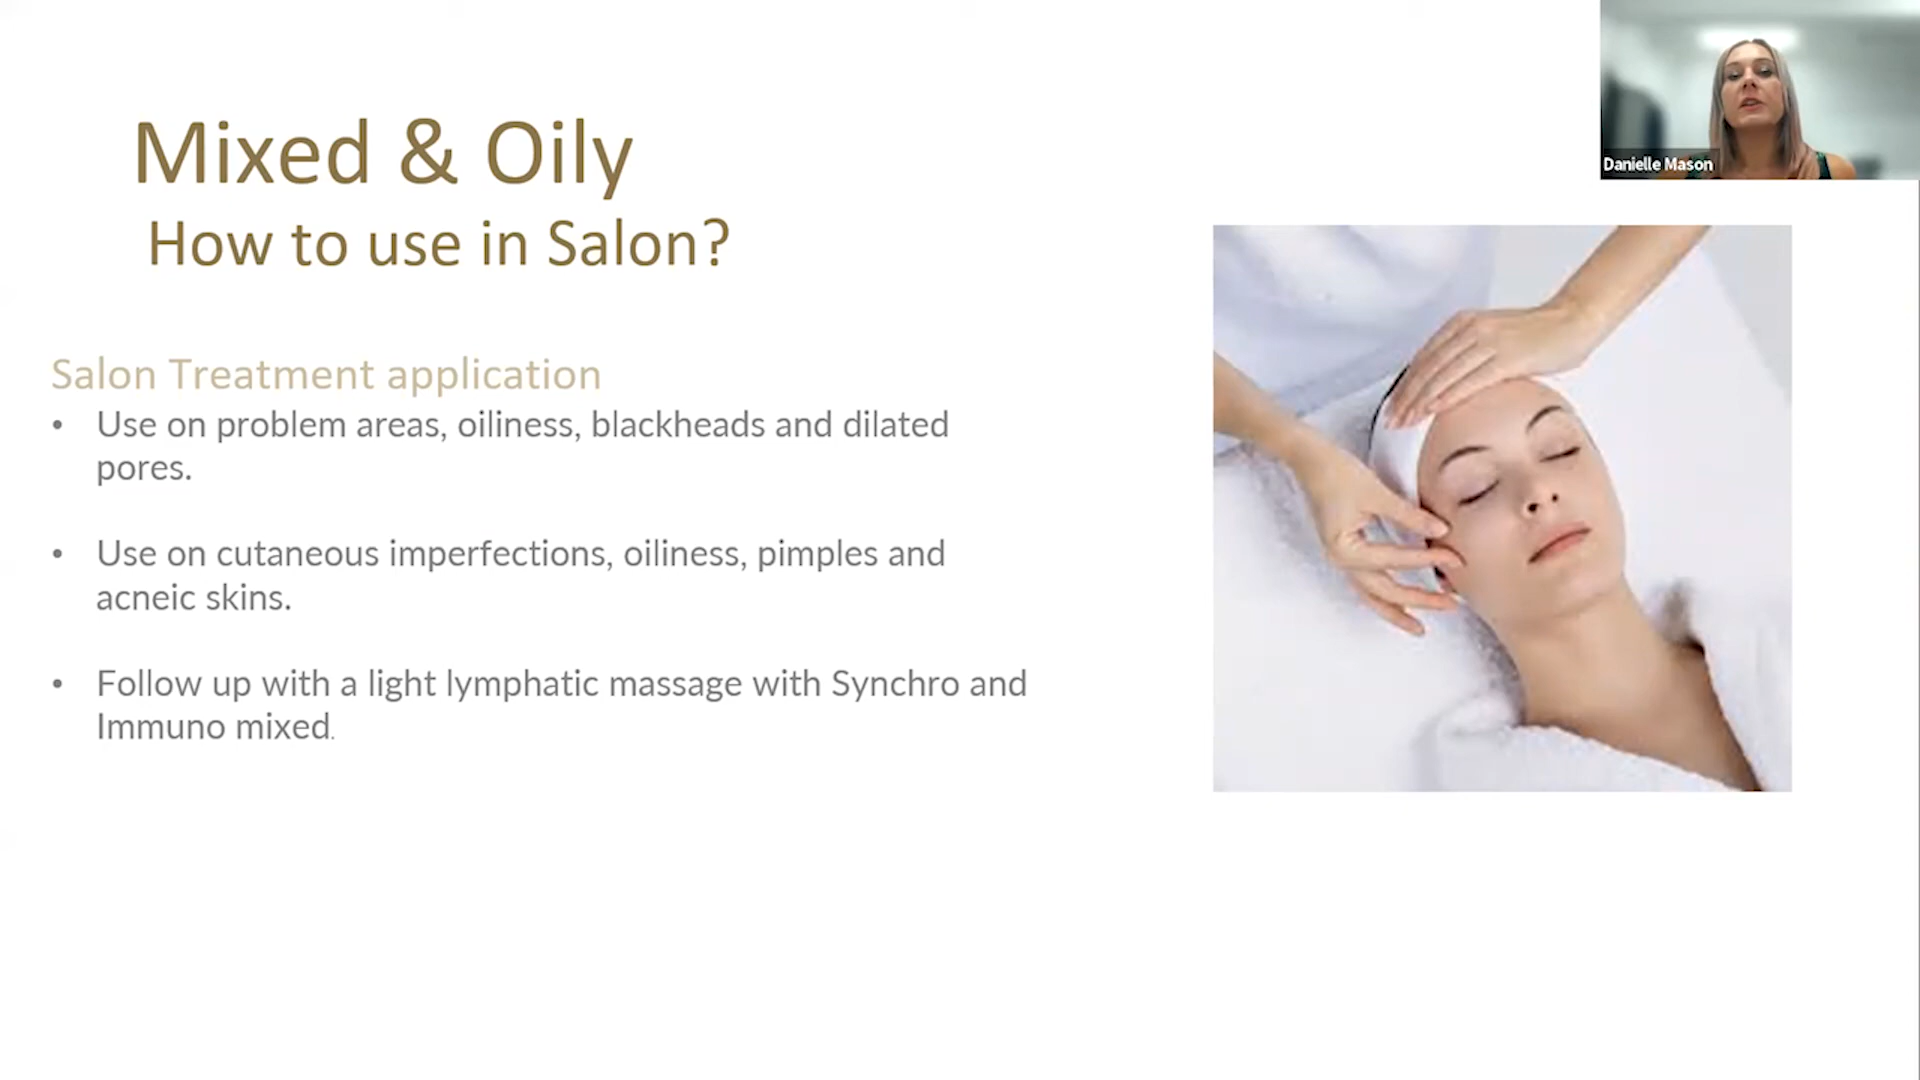 Mixed & Oily
How to use in Salon?
Danielle Mason
Salon Treatment application
• Use on problem areas, oiliness, blackheads and dilated
pores.
• Use on cutaneous imperfections, oiliness, pimples and
acneic skins.
• Follow up with a light lymphatic massage with Synchro and
Immuno mixed.